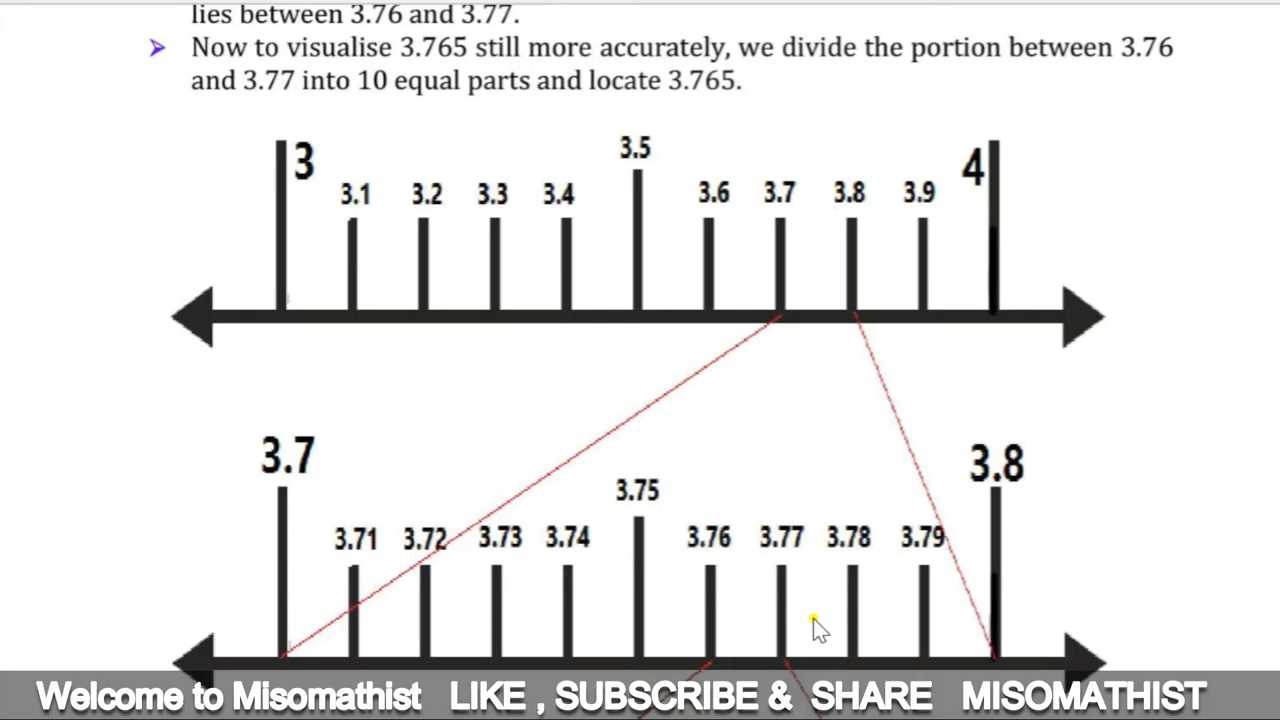 lies between 3.76 and 3.77.
➢ Now to visualise 3.765 still more accurately, we divide the portion between 3.76
and 3.77 into 10 equal parts and locate 3.765.
3 3.1 3.2 3.3 3.4 3.5 3.6 3.7 3.8 3.9 4
3.7 3.71 3.72 3.73 3.74 3.75 3.76 3.77 3.78 3.79 3.8
Welcome to Misomathist LIKE , SUBSCRIBE & SHARE MISOMATHIST